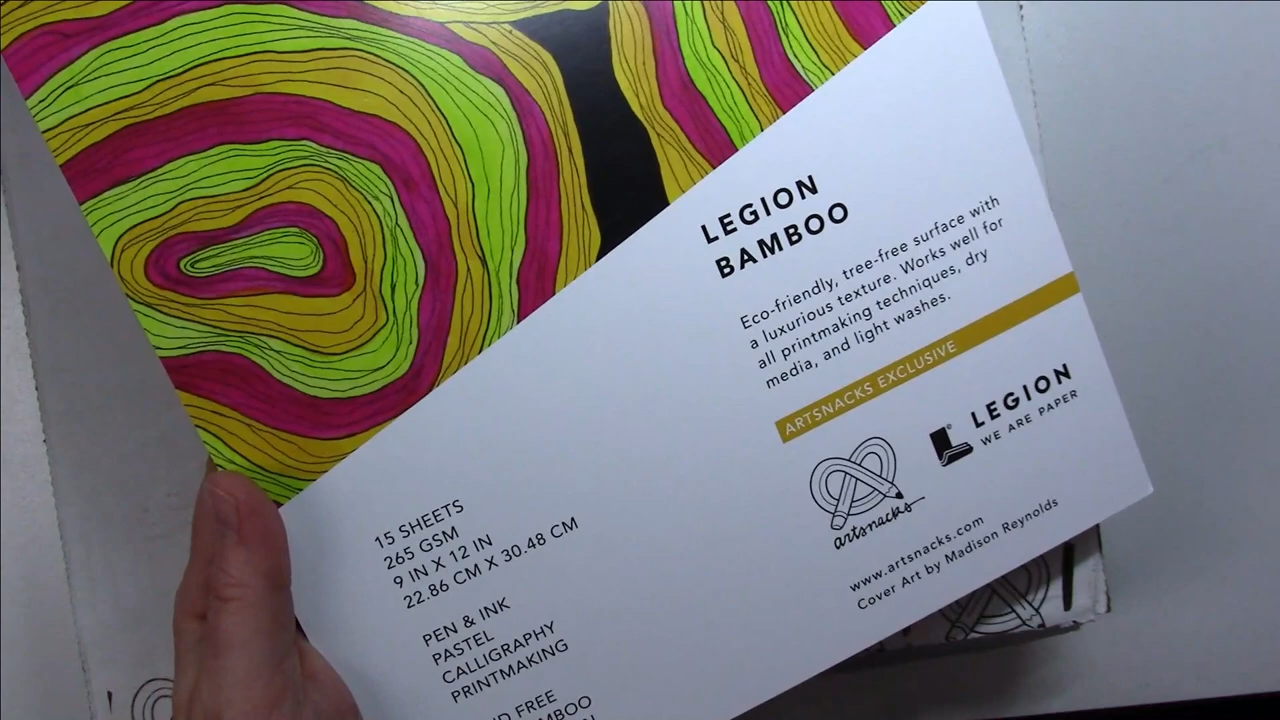 LEGION
BAMBOO
Eco-friendly, tree-free surface with
a luxurious texture. Works well for
all printmaking techniques, dry
media, and light washes.
ARTSNACKS EXCLUSIVE
artsnacks
LEGION
WE ARE PAPER
www.artsnacks.com
Cover Art by Madison Reynolds
15 SHEETS
265 GSM
9 IN X 12 IN
22.86 CM X 30.48 CM
PEN & INK
PASTEL
CALLIGRAPHY
PRINTMAKING
FREE